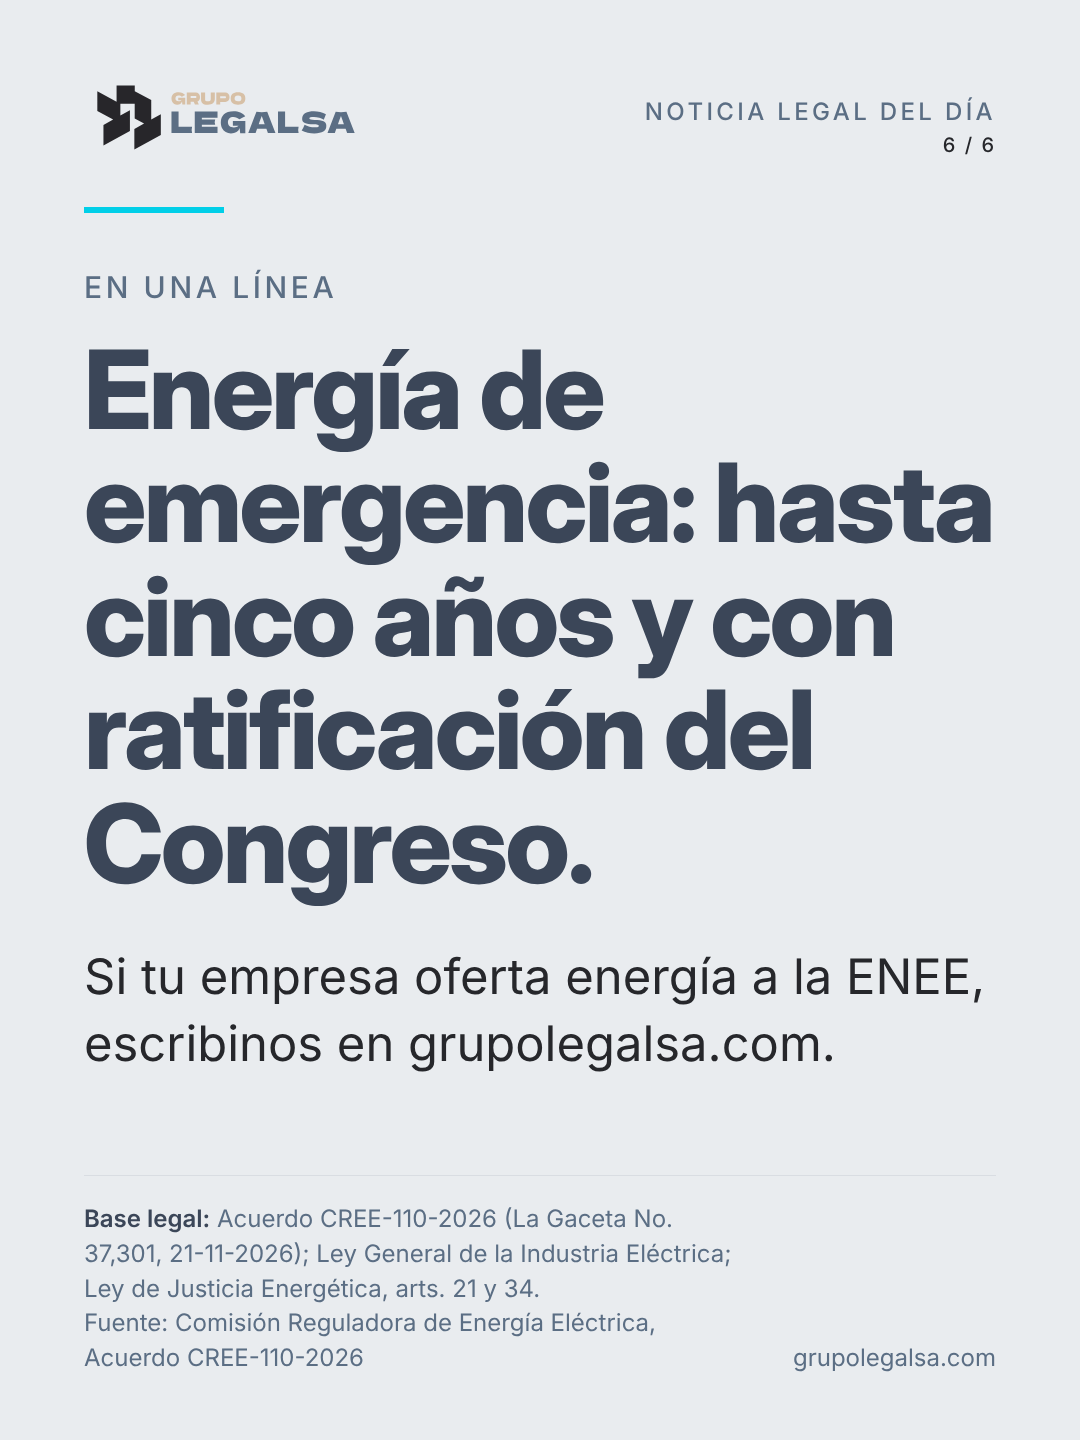 GRUPO
LEGALSA
NOTICIA LEGAL DEL DÍA
6 / 6
EN UNA LÍNEA
Energía de
emergencia: hasta
cinco años y con
ratificación del
Congreso.
Si tu empresa oferta energía a la ENEE,
escribinos en grupolegalsa.com.
Base legal: Acuerdo CREE-110-2026 (La Gaceta No.
37,301, 21-11-2026); Ley General de la Industria Eléctrica;
Ley de Justicia Energética, arts. 21 y 34.
Fuente: Comisión Reguladora de Energía Eléctrica,
Acuerdo CREE-110-2026
grupolegalsa.com